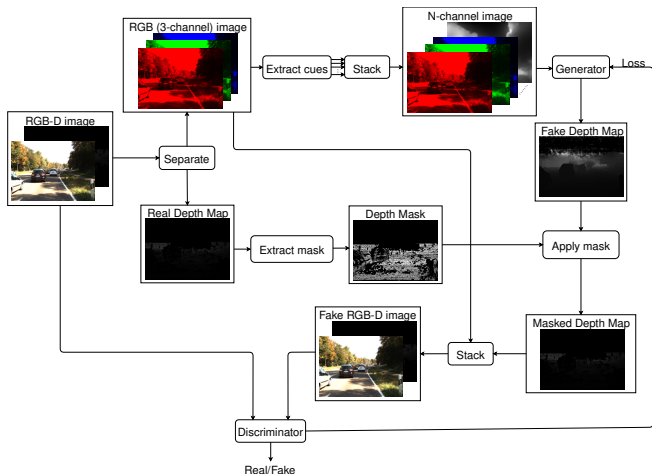 RGB (3-channel) image
N-channel image
Extract cues
Stack
Generator
Loss
RGB-D image
Separate
Fake Depth Map
Real Depth Map
Depth Mask
Extract mask
Apply mask
Fake RGB-D image
Masked Depth Map
Stack
Discriminator
Real/Fake